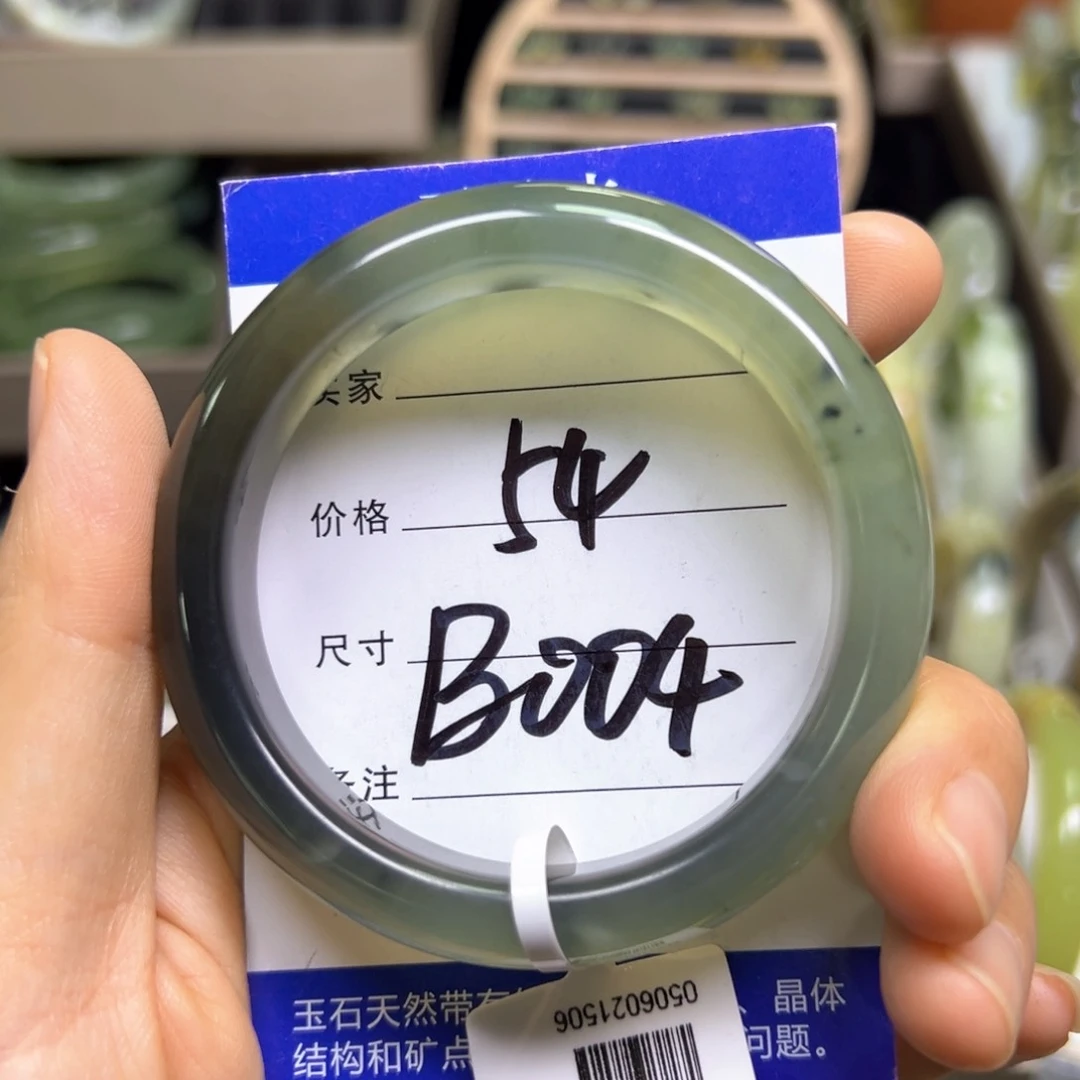 家
价格 54
尺寸 B004
注
玉石天然带有 、晶体
结构和矿点 问题。
0506021506